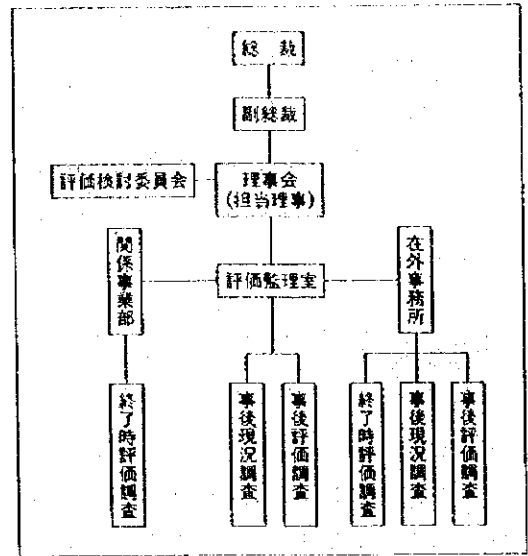 総裁
副総裁
評価検討委員会
理事会
(担当理事)
関係事業部
評価監理室
在外事務所
終了時評価調査
事後現況調査
事後評価調査
終了時評価調査
事後現況調査
事後評価調査